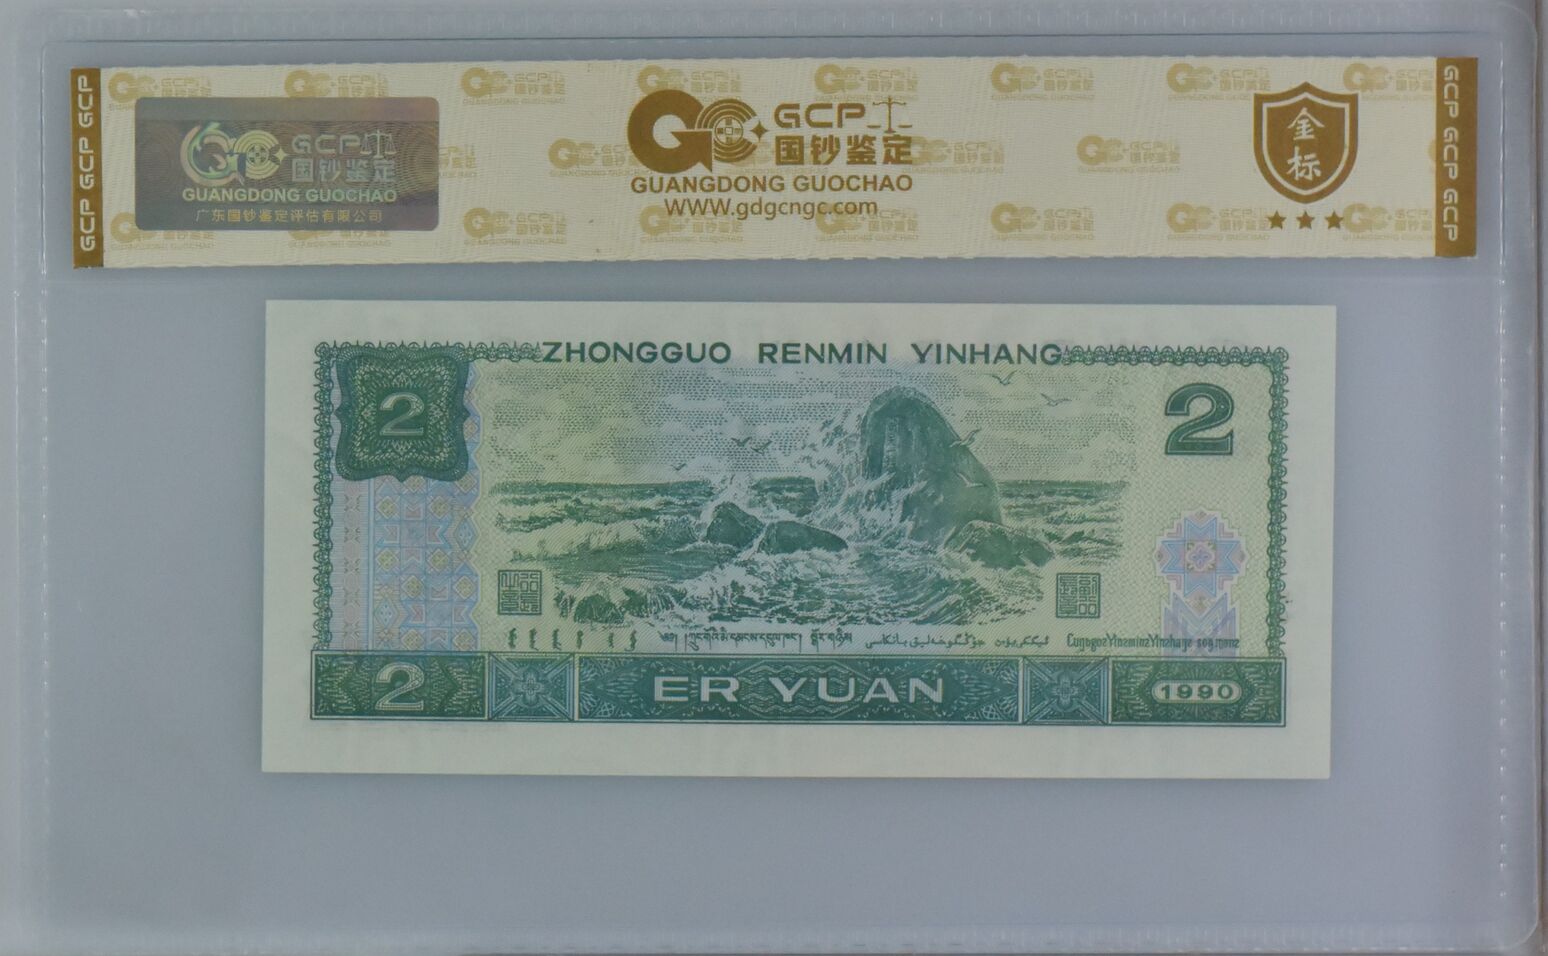 GCP GCP GCP
GCP
国钞鉴定
GUANGDONG GUOCHAO
广东国钞鉴定评估有限公司
GCP
国钞鉴定
GUANGDONG GUOCHAO
WWW.gdgcngc.com
金标
GCP GCP GCP
ZHONGGUO RENMIN YINHANG
2
2
2 ER YUAN 1990